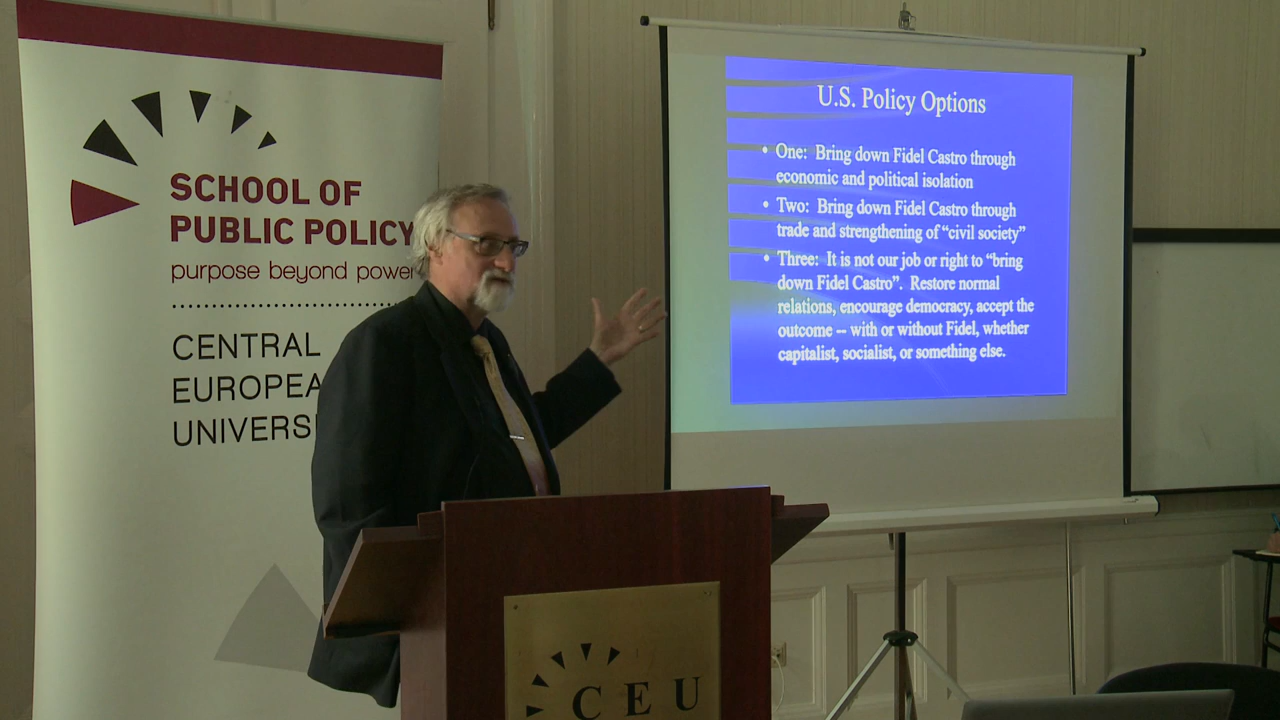 SCHOOL OF
PUBLIC POLICY
purpose beyond power
CENTRAL
EUROPEA
UNIVERSI
U.S. Policy Options
• One: Bring down Fidel Castro through
economic and political isolation
• Two: Bring down Fidel Castro through
trade and strengthening of “civil society”
• Three: It is not our job or right to “bring
down Fidel Castro”. Restore normal
relations, encourage democracy, accept the
outcome -- with or without Fidel, whether
capitalist, socialist, or something else.
CEU